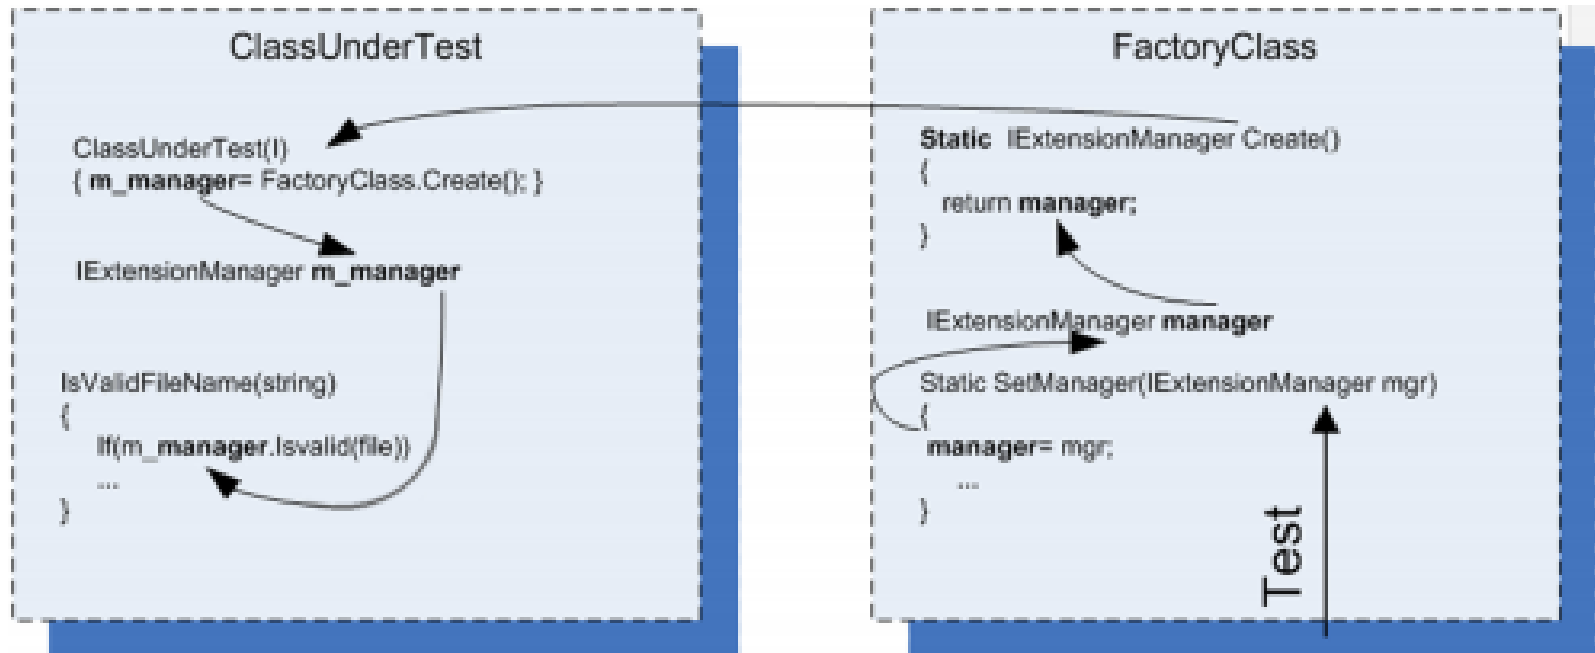 ClassUnderTest
ClassUnderTest(I)
{ m_manager= FactoryClass.Create(); }
IExtensionManager m_manager
IsValidFileName(string)
{
If(m_manager.Isvalid(file))
...
}
FactoryClass
Static IExtensionManager Create()
{
return manager;
}
IExtensionManager manager
Static SetManager(IExtensionManager mgr)
{
manager= mgr;
...
}
Test